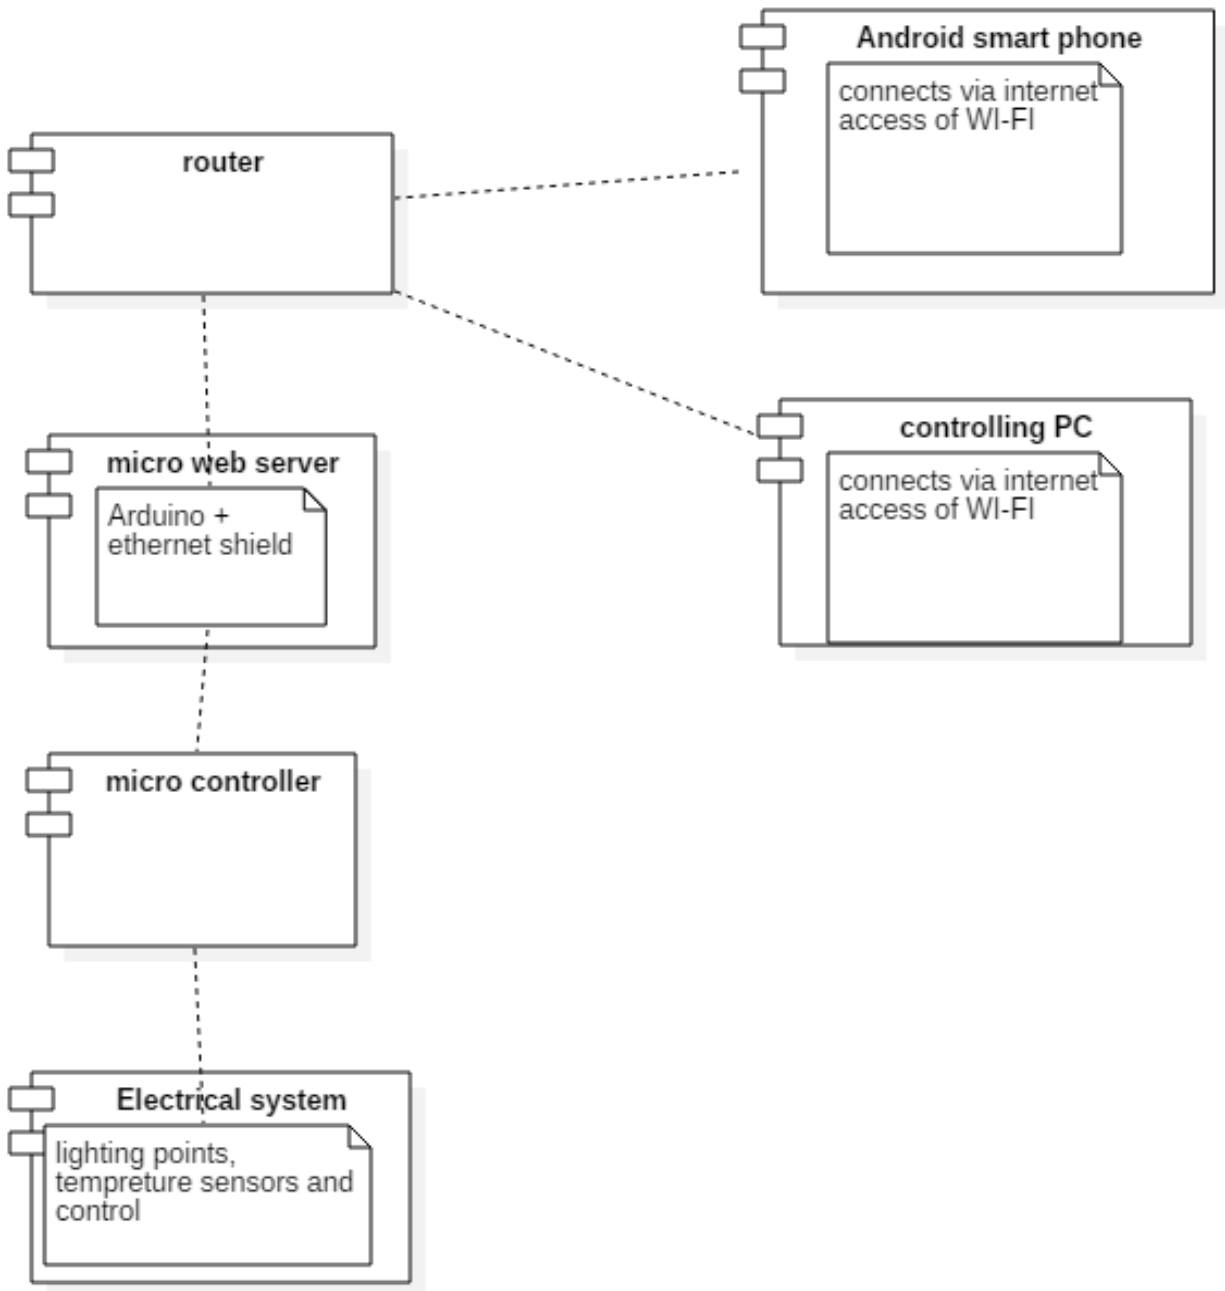 Android smart phone
connects via internet
access of WI-FI
router
controlling PC
connects via internet
access of WI-FI
micro web server
Arduino +
ethernet shield
micro controller
Electrical system
lighting points,
tempreture sensors and
control